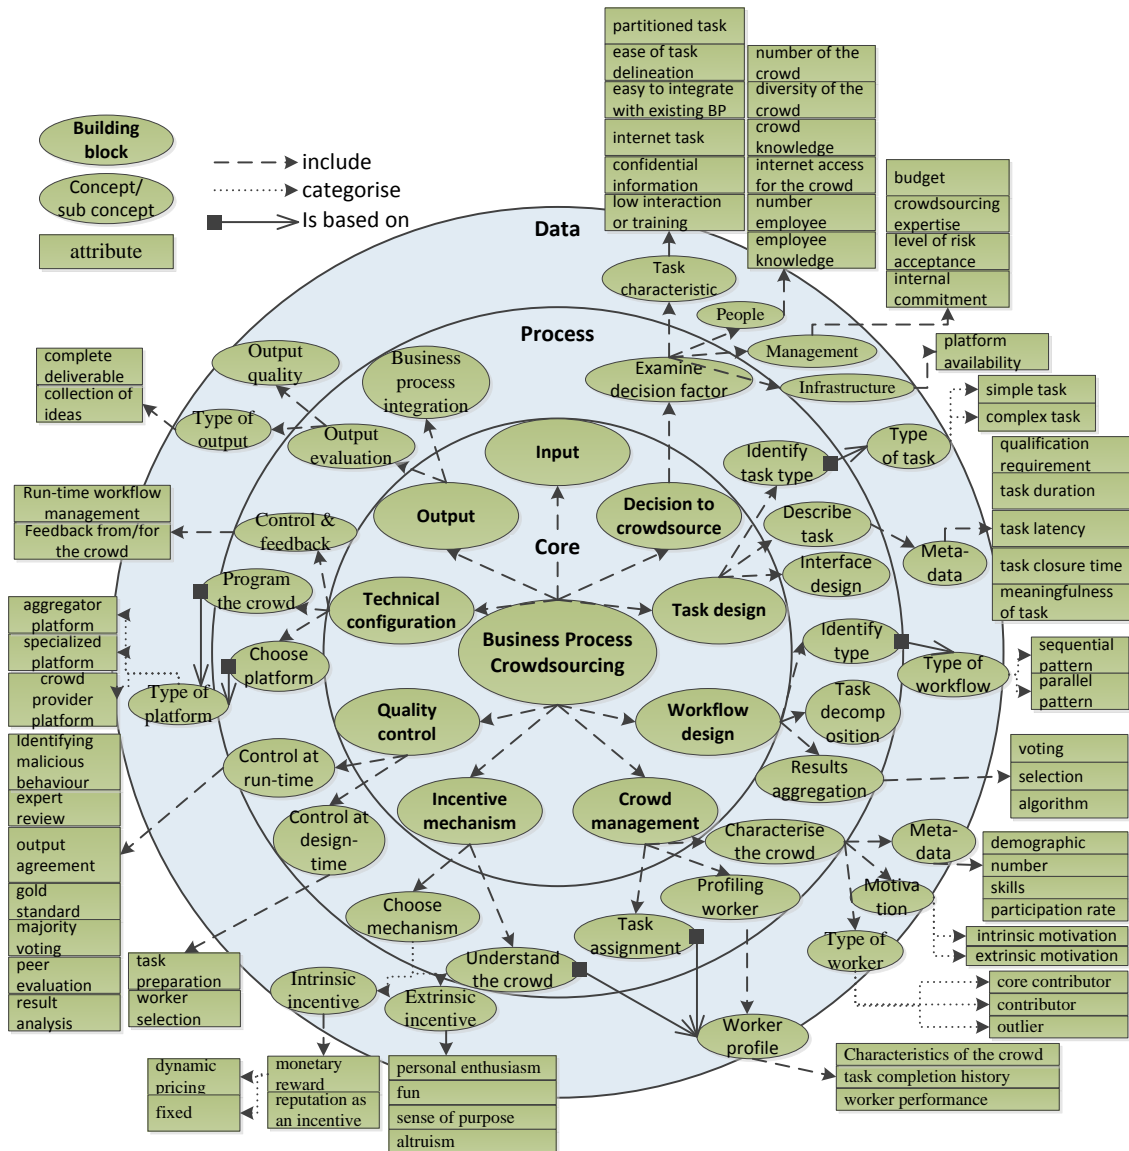 partitioned task
ease of task
delineation
easy to integrate
with existing BP
internet task
confidential
information
low interaction
or training
number of the
crowd
diversity of the
crowd
crowd
knowledge
internet access
for the crowd
number
employee
employee
knowledge
budget
crowdsourcing
expertise
level of risk
acceptance
internal
commitment
Building
block
Concept/
sub concept
attribute
include
categorise
Is based on
Data
Process
Core
Task
characteristic
People
Management
Infrastructure
platform
availability
Examine
decision factor
simple task
complex task
Type
of task
Identify
task type
complete
deliverable
collection of
ideas
Output
quality
Type of
output
Business
process
integration
Output
evaluation
Input
Output
Decision to
crowdsource
qualification
requirement
task duration
task latency
task closure time
meaningfulness
of task
Describe
task
Meta-
data
Interface
design
Run-time workflow
management
Feedback from/for
the crowd
Control &
feedback
Program
the crowd
Technical
configuration
Task design
Business Process
Crowdsourcing
aggregator
platform
specialized
platform
crowd
provider
platform
Choose
platform
Type of
platform
Identify
type
Type of
workflow
sequential
pattern
parallel
pattern
Task
decomp
osition
Quality
control
Workflow
design
Results
aggregation
voting
selection
algorithm
Identifying
malicious
behaviour
expert
review
output
agreement
gold
standard
majority
voting
peer
evaluation
result
analysis
Control at
run-time
Control at
design-
time
Incentive
mechanism
Crowd
management
Characterise
the crowd
Meta-
data
demographic
number
skills
participation rate
Motiva
tion
intrinsic motivation
extrinsic motivation
Profiling
worker
Choose
mechanism
Task
assignment
Type of
worker
core contributor
contributor
outlier
task
preparation
worker
selection
Intrinsic
incentive
Understand
the crowd
Extrinsic
incentive
Worker
profile
Characteristics of the crowd
task completion history
worker performance
dynamic
pricing
fixed
monetary
reward
reputation as
an incentive
personal enthusiasm
fun
sense of purpose
altruism